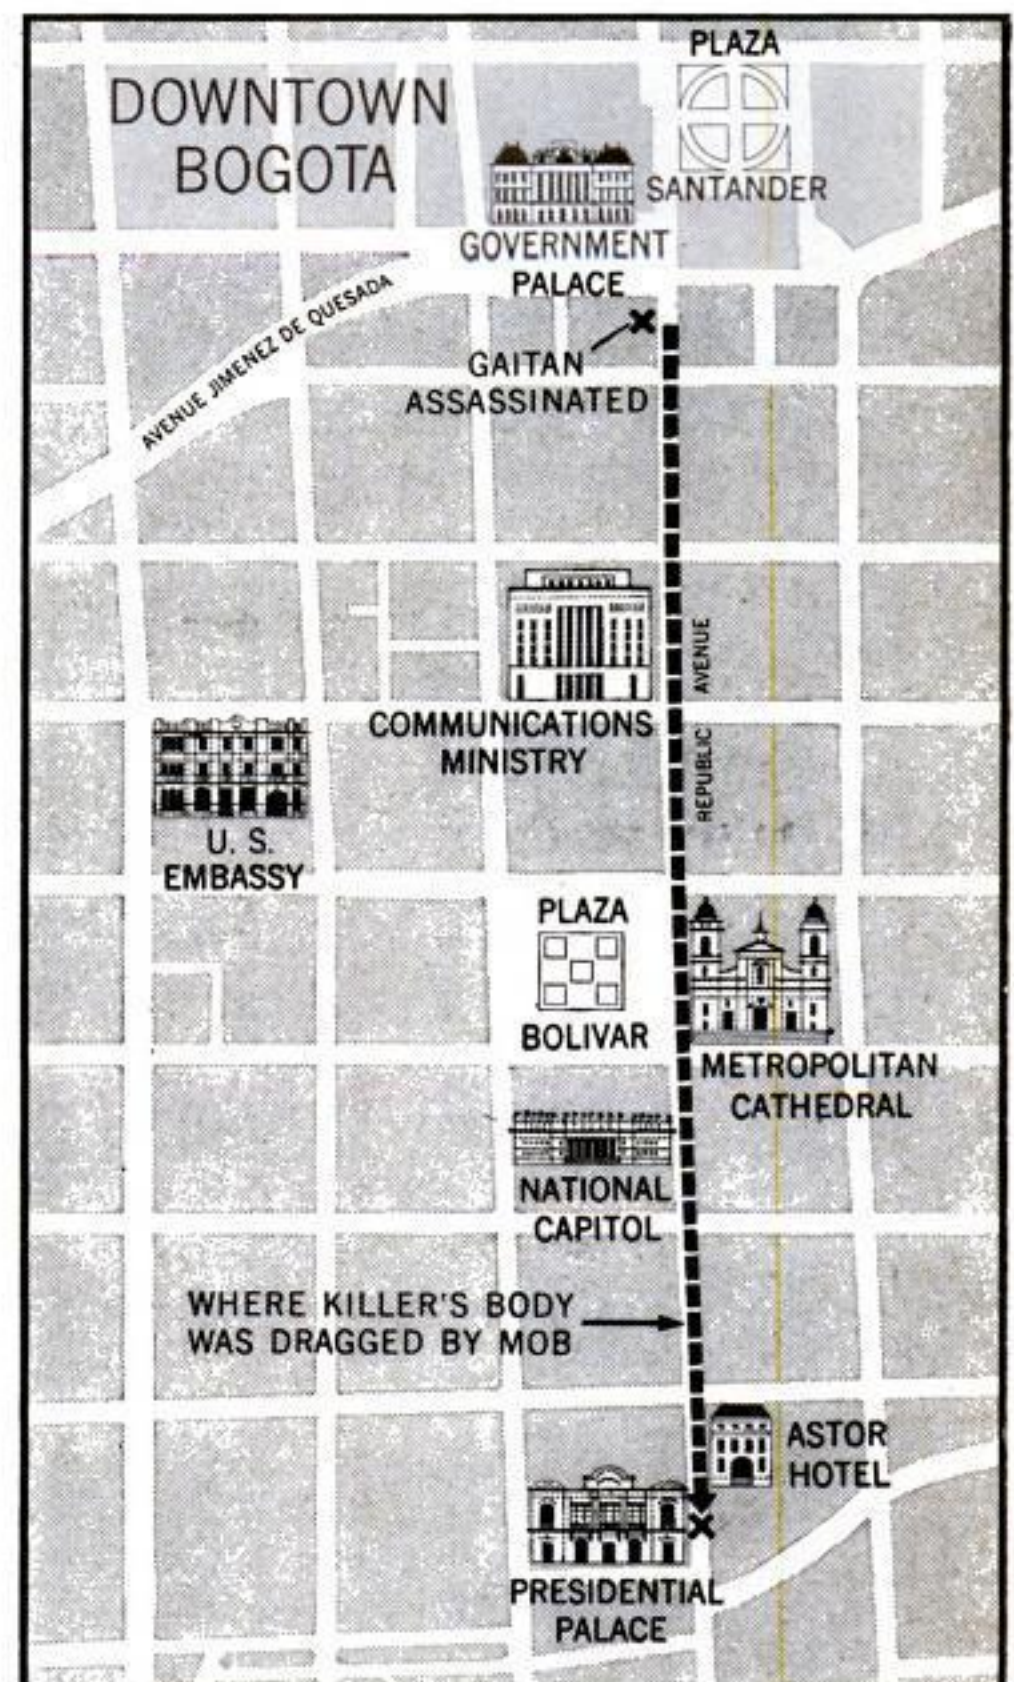 PLAZA
SANTANDER
DOWNTOWN
BOGOTA
GOVERNMENT
PALACE
AVENUE JIMENEZ DE QUESADA
GAITAN
ASSASSINATED
REPUBLIC AVENUE
COMMUNICATIONS
MINISTRY
U. S.
EMBASSY
PLAZA
BOLIVAR
METROPOLITAN
CATHEDRAL
NATIONAL
CAPITOL
WHERE KILLER'S BODY
WAS DRAGGED BY MOB
ASTOR
HOTEL
PRESIDENTIAL
PALACE